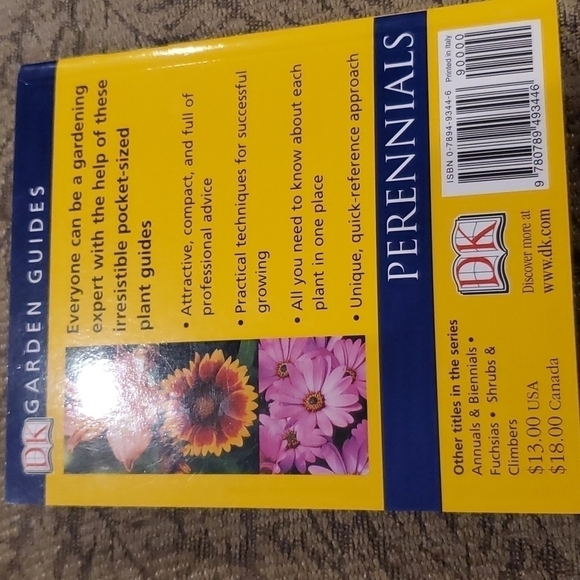 DK GARDEN GUIDES
Everyone can be a gardening
expert with the help of these
irresistible pocket-sized
plant guides
• Attractive, compact, and full of
professional advice
• Practical techniques for successful
growing
• All you need to know about each
plant in one place
• Unique, quick-reference approach
PERENNIALS
Other titles in the series
Annuals & Biennials •
Fuchsias • Shrubs &
Climbers
$13.00 USA
$18.00 Canada
DK
Discover more at
www.dk.com
ISBN 0-7894-9344-6
Printed in Italy
90000
9 780789 493446